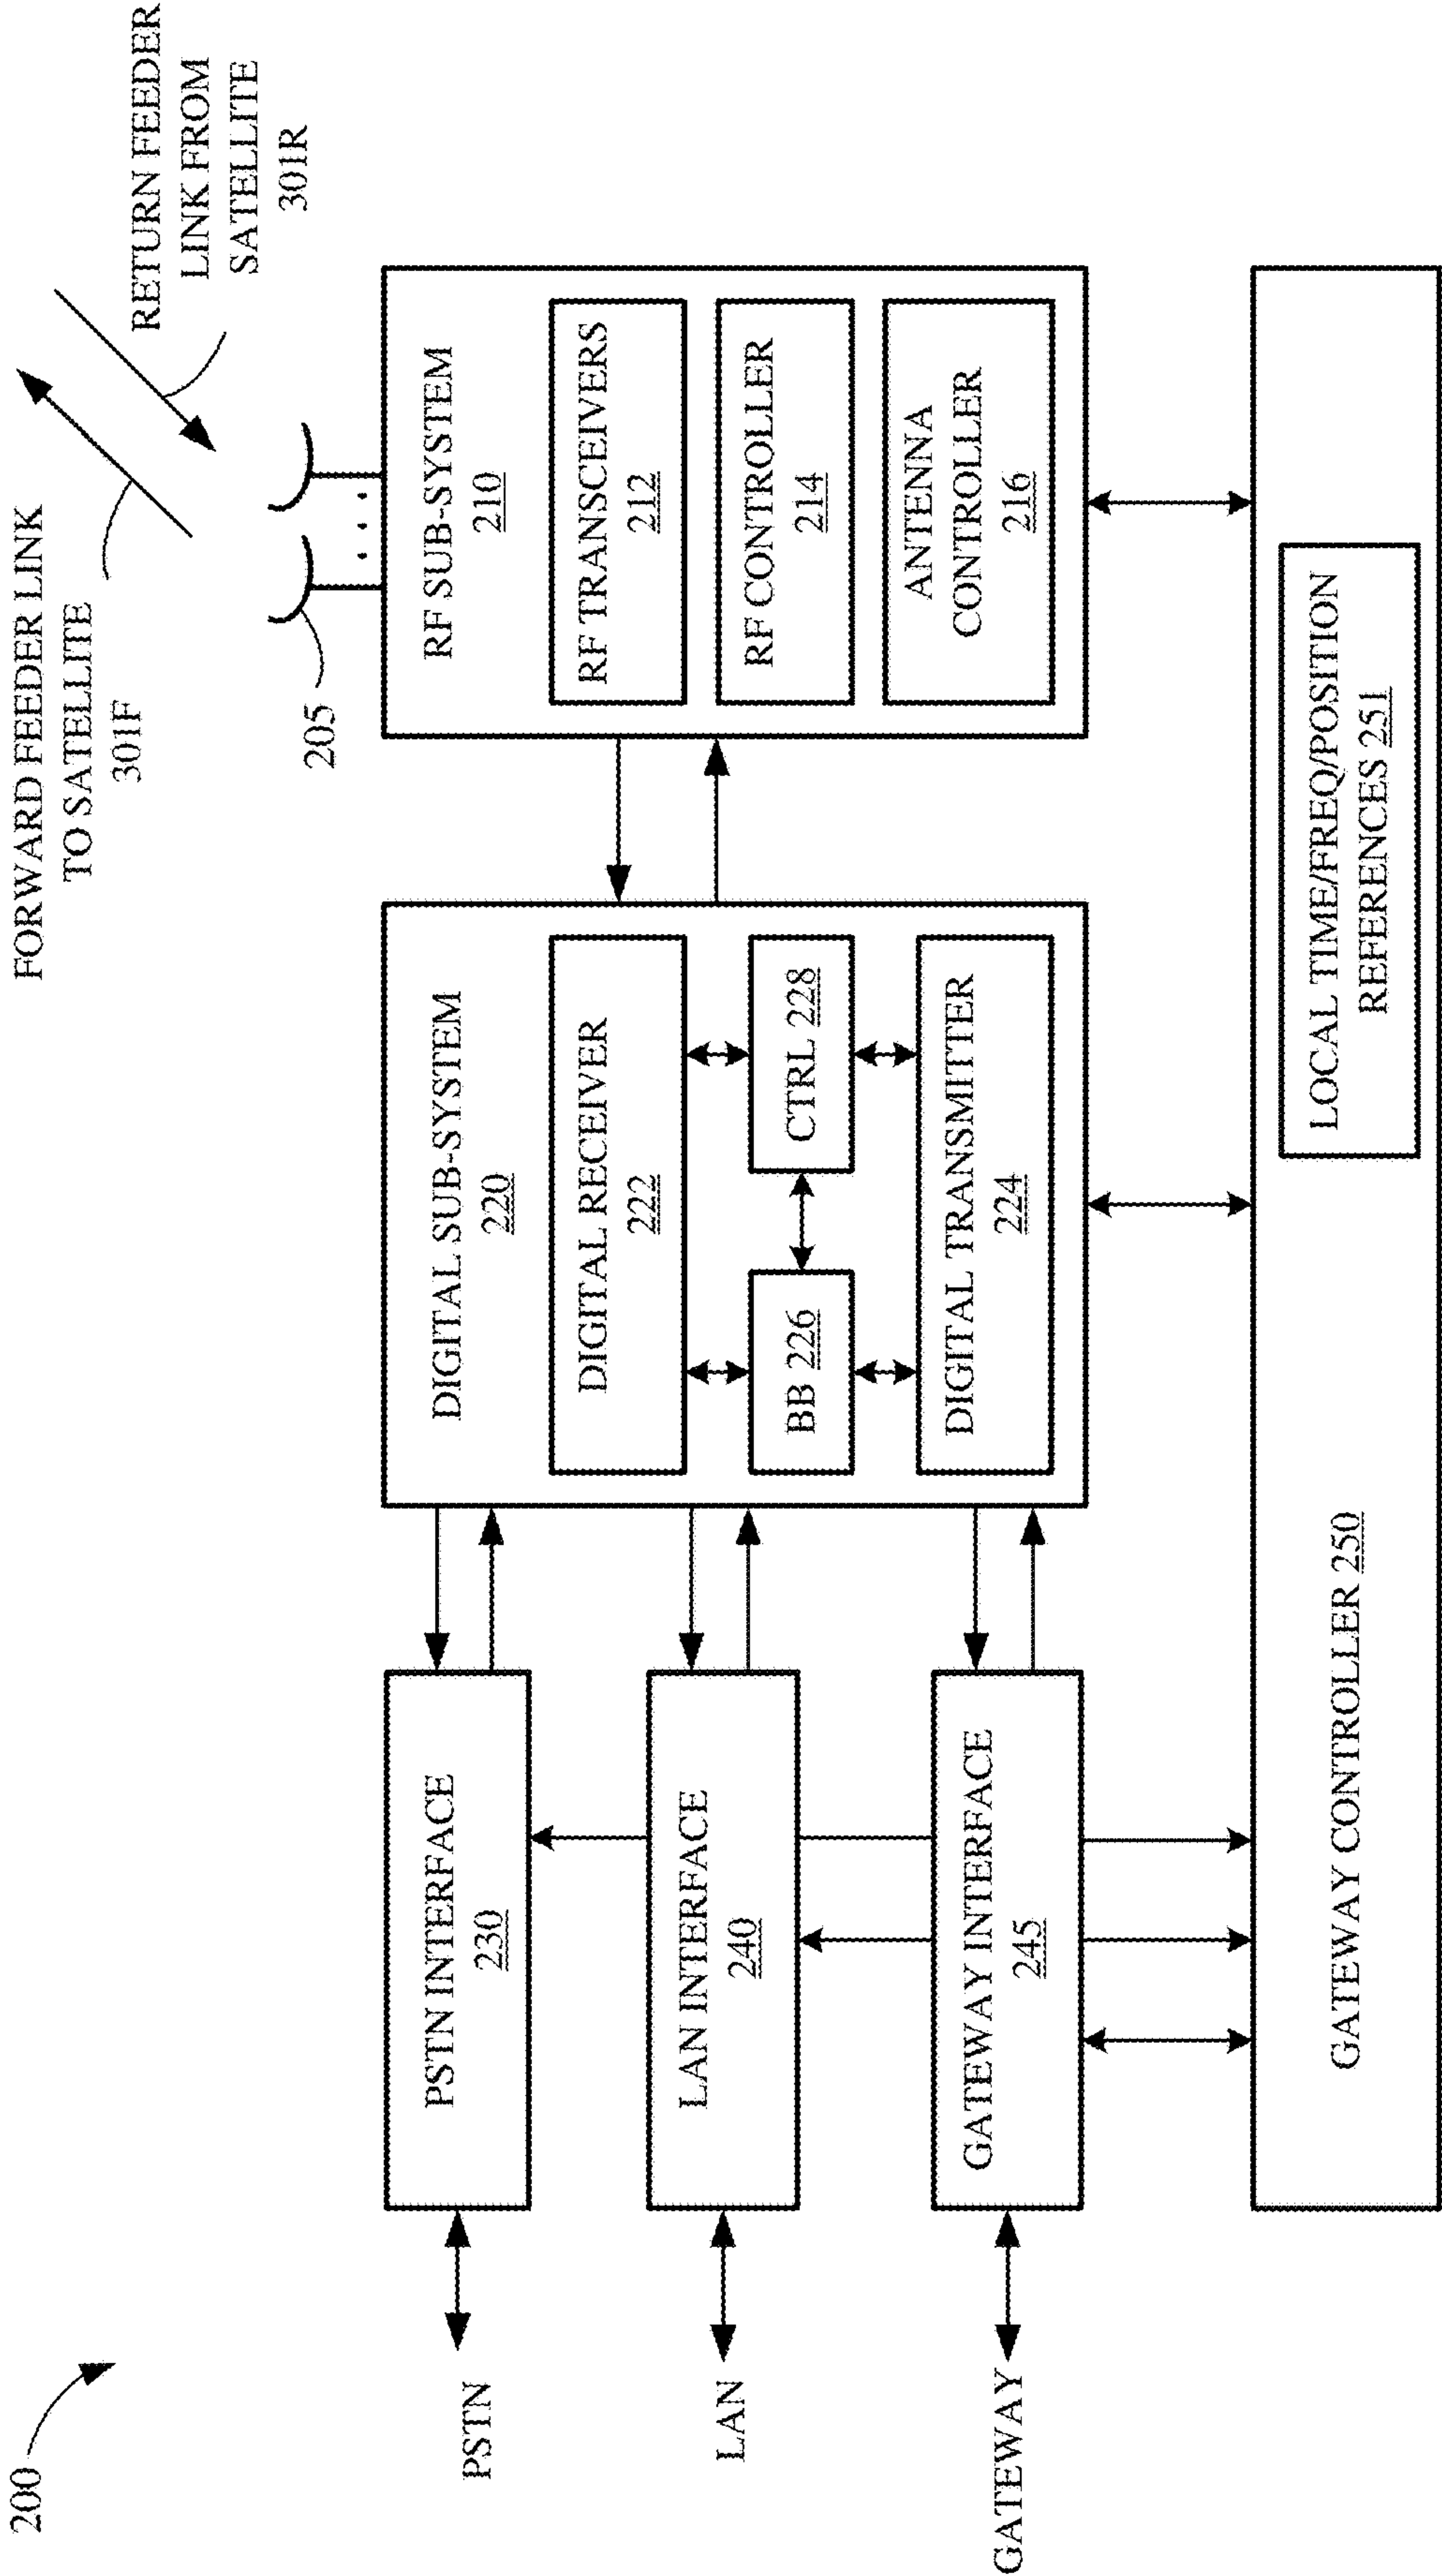 200
FORWARD FEEDER LINK
TO SATELLITE
301F
RETURN FEEDER
LINK FROM
SATELLITE
301R
205
PSTN
LAN
GATEWAY
PSTN INTERFACE
230
LAN INTERFACE
240
GATEWAY INTERFACE
245
DIGITAL SUB-SYSTEM
220
DIGITAL RECEIVER
222
BB 226
CTRL 228
DIGITAL TRANSMITTER
224
RF SUB-SYSTEM
210
RF TRANSCEIVERS
212
RF CONTROLLER
214
ANTENNA
CONTROLLER
216
GATEWAY CONTROLLER 250
LOCAL TIME/FREQ/POSITION
REFERENCES 251